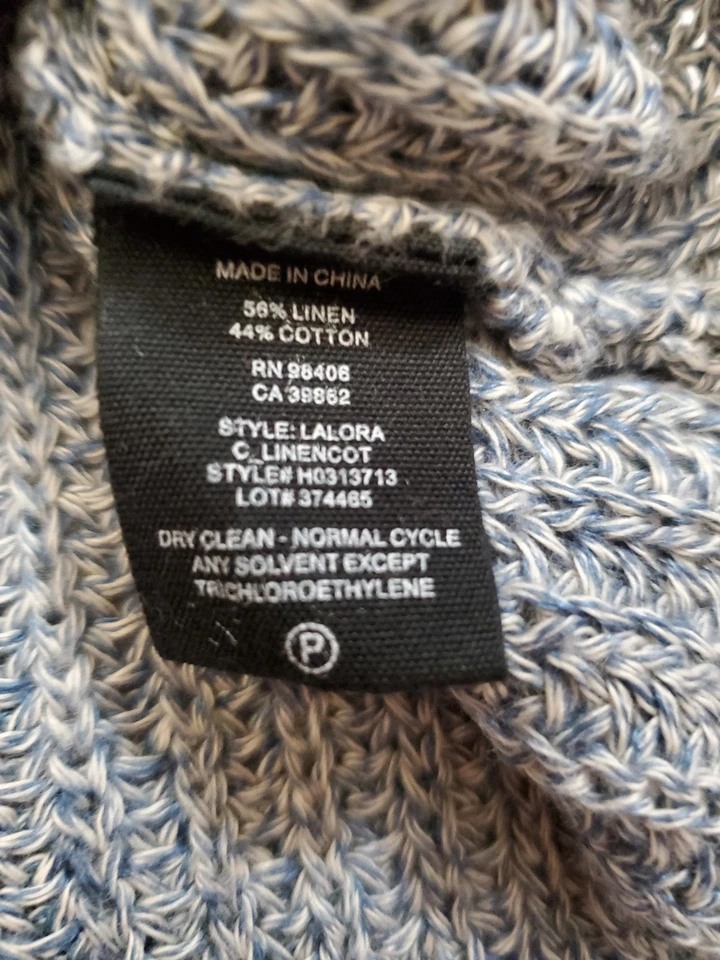 MADE IN CHINA
56% LINEN
44% COTTON
RN 98406
CA 39862
STYLE: LALORA
C_LINENCOT
STYLE# H0313713
LOT# 374465
DRY CLEAN - NORMAL CYCLE
ANY SOLVENT EXCEPT
TRICHLOROETHYLENE
P